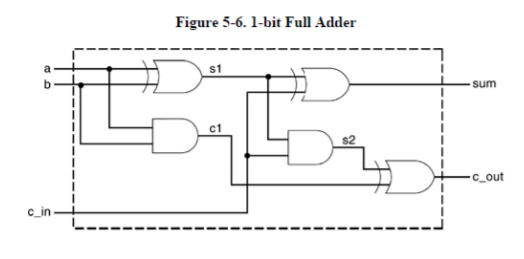 Figure 5-6. 1-bit Full Adder
a
s1
b
sum
c1
s2
c_out
c_in